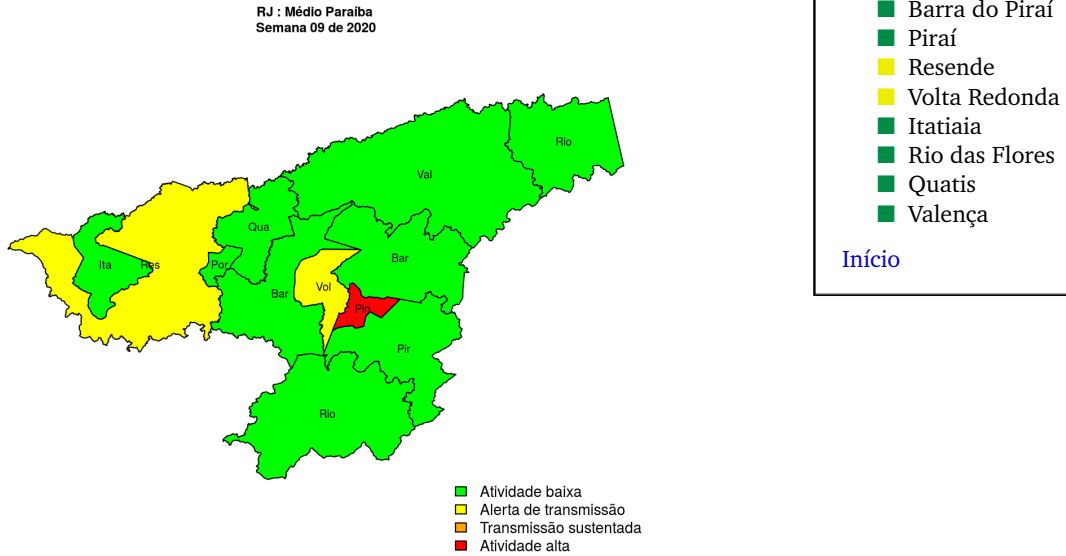 RJ : Médio Paraíba
Semana 09 de 2020
Rio
Val
Qua
Ita
Res
Por
Bar
Bar
Vol
Pin
Pir
Rio
Atividade baixa
Alerta de transmissão
Transmissão sustentada
Atividade alta
Barra do Piraí
Piraí
Resende
Volta Redonda
Itatiaia
Rio das Flores
Quatis
Valença
Início